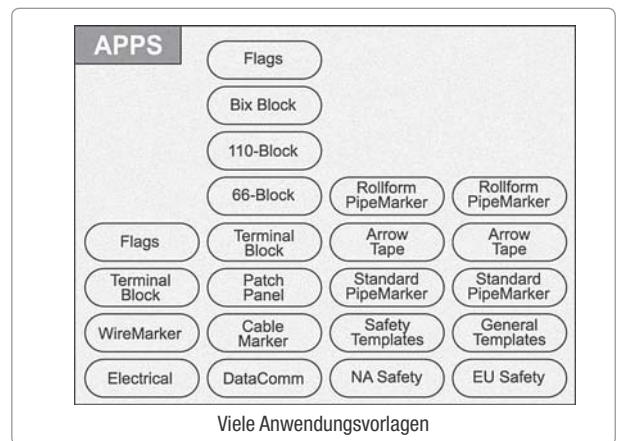 APPS
Flags
Bix Block
110-Block
66-Block
Rollform
PipeMarker
Rollform
PipeMarker
Flags
Terminal
Block
Arrow
Tape
Arrow
Tape
Terminal
Block
Patch
Panel
Standard
PipeMarker
Standard
PipeMarker
WireMarker
Cable
Marker
Safety
Templates
General
Templates
Electrical
DataComm
NA Safety
EU Safety
Viele Anwendungsvorlagen